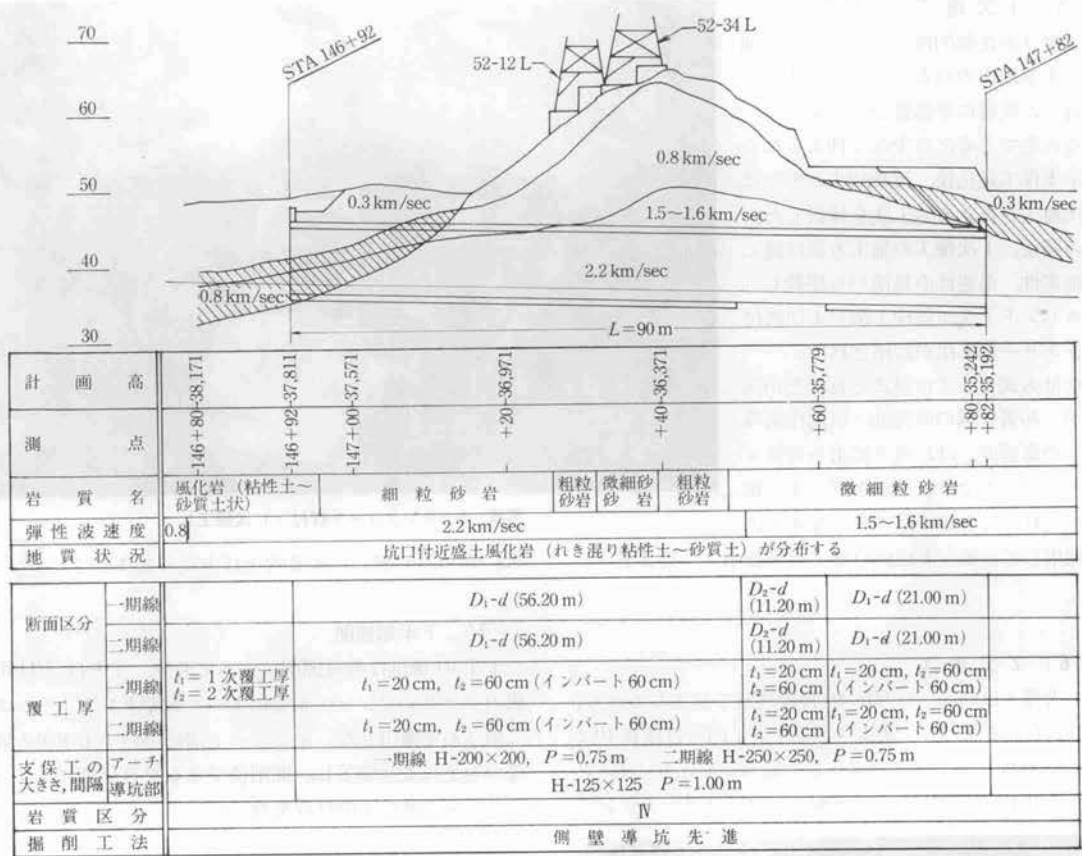 70
60
50
40
30
STA 146+92
52-12 L
52-34 L
STA 147+82
0.3 km/sec
0.8 km/sec
1.5~1.6 km/sec
0.3 km/sec
2.2 km/sec
0.8 km/sec
L=90 m
計画高
測点
146+80-38,171
146+92-37,811
147+00-37,571
+20-36,971
+40-36,371
+60-35,779
+80-35,242
+82-35,192
岩質名 風化岩(粘性土~砂質土状) 細粒砂岩 粗粒砂岩 微細砂砂岩 粗粒砂岩 微細粒砂岩
弾性波速度 0.8 2.2 km/sec 1.5~1.6 km/sec
地質状況 坑口付近盛土風化岩(れき混り粘性土~砂質土)が分布する
断面区分 一期線 D₁-d (56.20 m) D₂-d (11.20 m) D₁-d (21.00 m)
二期線 D₁-d (56.20 m) D₂-d (11.20 m) D₁-d (21.00 m)
覆工厚 一期線 t₁=1次覆工厚 t₂=2次覆工厚 t₁=20 cm, t₂=60 cm (インバート 60 cm) t₁=20 cm t₂=60 cm t₁=20 cm, t₂=60 cm (インバート 60 cm)
二期線 t₁=20 cm, t₂=60 cm (インバート 60 cm) t₁=20 cm t₂=60 cm t₁=20 cm, t₂=60 cm (インバート 60 cm)
支保工の大きさ,間隔 アーチ 一期線 H-200×200, P=0.75 m 二期線 H-250×250, P=0.75 m
導坑部 H-125×125 P=1.00 m
岩質区分 Ⅳ
掘削工法 側壁導坑先進